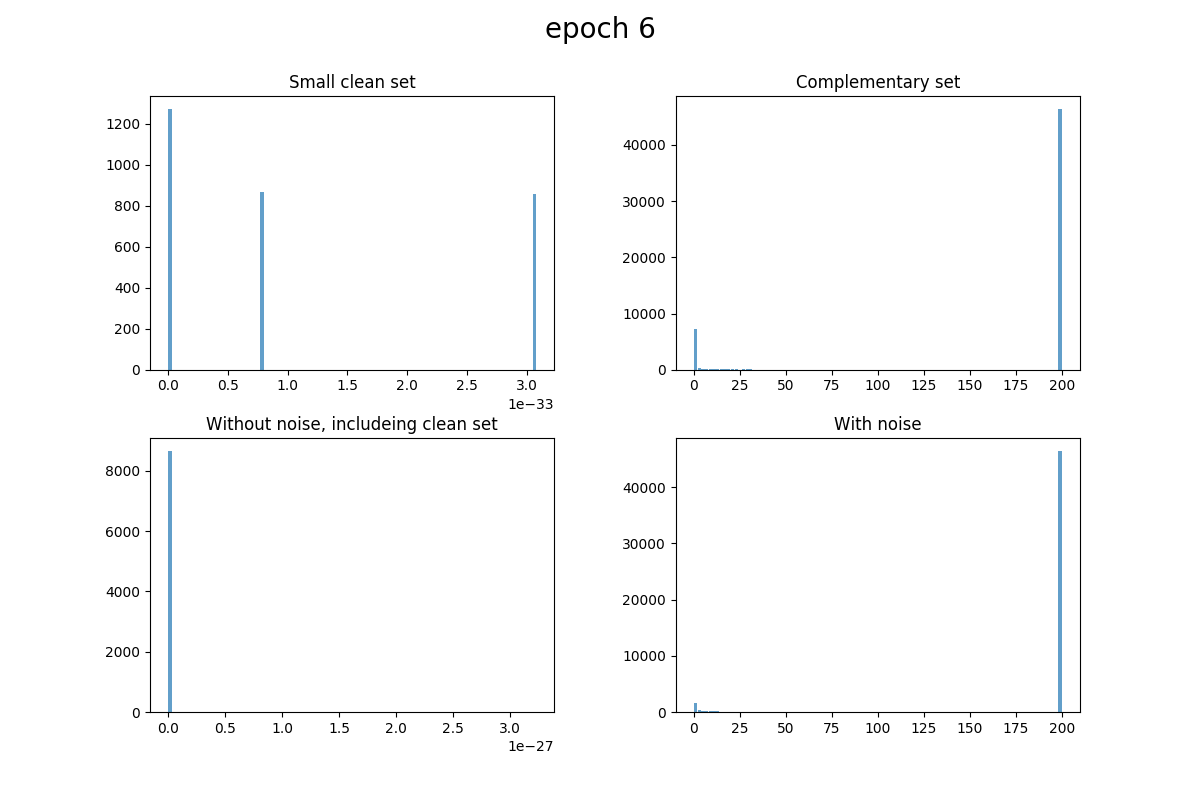 epoch 6
Small clean set
1200
1000
800
600
400
200
0
0.0 0.5 1.0 1.5 2.0 2.5 3.0
1e−33
Complementary set
40000
30000
20000
10000
0
0 25 50 75 100 125 150 175 200
Without noise, includeing clean set
8000
6000
4000
2000
0
0.0 0.5 1.0 1.5 2.0 2.5 3.0
1e−27
With noise
40000
30000
20000
10000
0
0 25 50 75 100 125 150 175 200